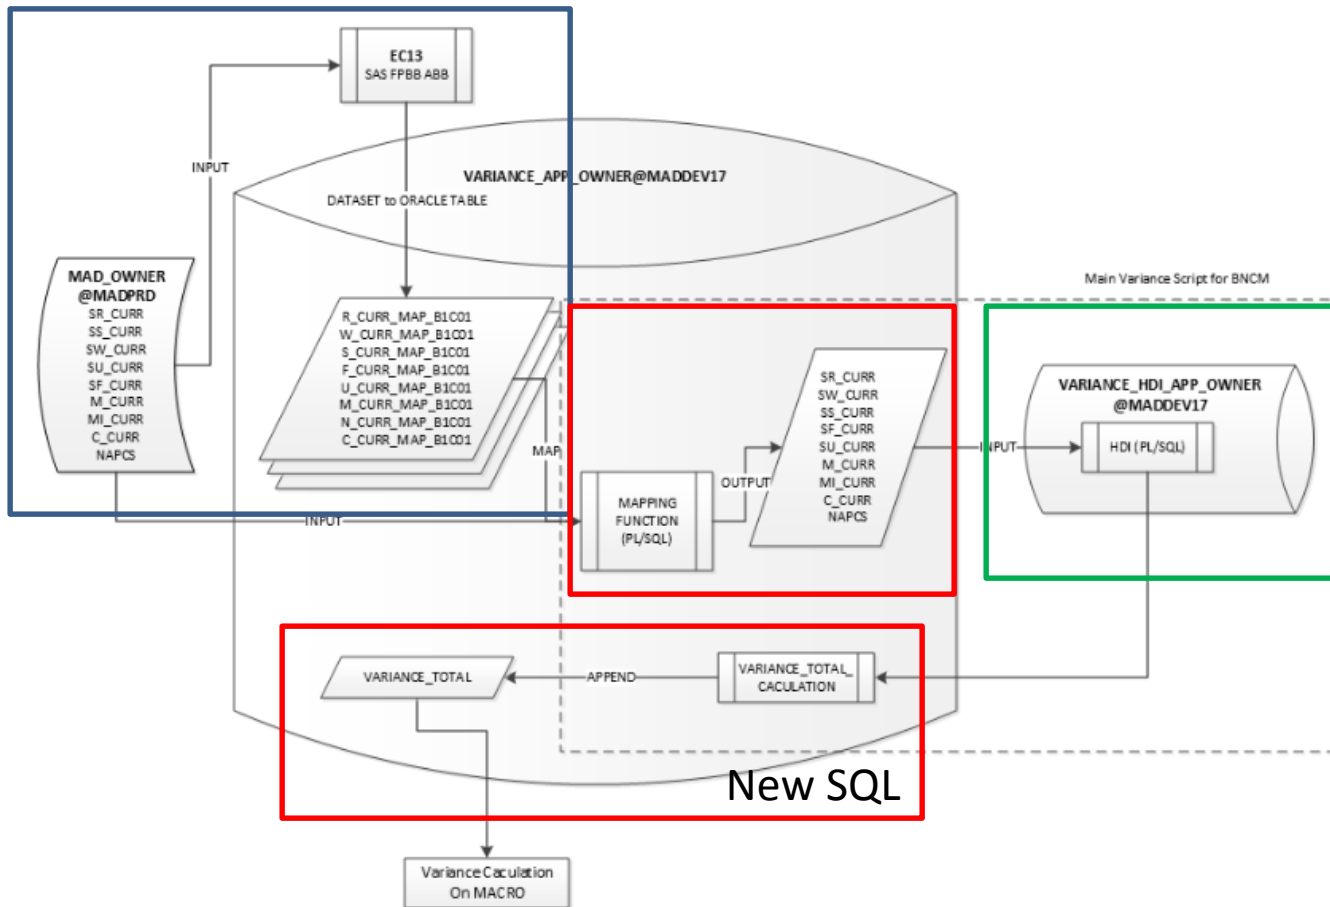 EC13
SAS FPBB ABB
INPUT
VARIANCE_APP_OWNER@MADDEV17
DATASET to ORACLE TABLE
MAD_OWNER
@MADPRD
SR_CURR
SS_CURR
SW_CURR
SU_CURR
SF_CURR
M_CURR
MI_CURR
C_CURR
NAPCS
R_CURR_MAP_B1C01
W_CURR_MAP_B1C01
S_CURR_MAP_B1C01
F_CURR_MAP_B1C01
U_CURR_MAP_B1C01
M_CURR_MAP_B1C01
N_CURR_MAP_B1C01
C_CURR_MAP_B1C01
Main Variance Script for BNCM
SR_CURR
SW_CURR
SS_CURR
SF_CURR
SU_CURR
M_CURR
MI_CURR
C_CURR
NAPCS
VARIANCE_HDI_APP_OWNER
@MADDEV17
HDI (PL/SQL)
INPUT
MAP
OUTPUT
MAPPING
FUNCTION
(PL/SQL)
INPUT
VARIANCE_TOTAL
APPEND
VARIANCE_TOTAL_
CACULATION
New SQL
Variance Caculation
On MACRO